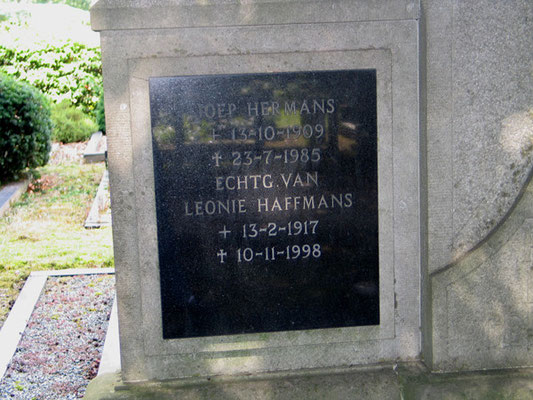 JOEP HERMANS
+ 13-10-1909
† 23-7-1985
ECHTG. VAN
LEONIE HAFFMANS
+ 13-2-1917
† 10-11-1998